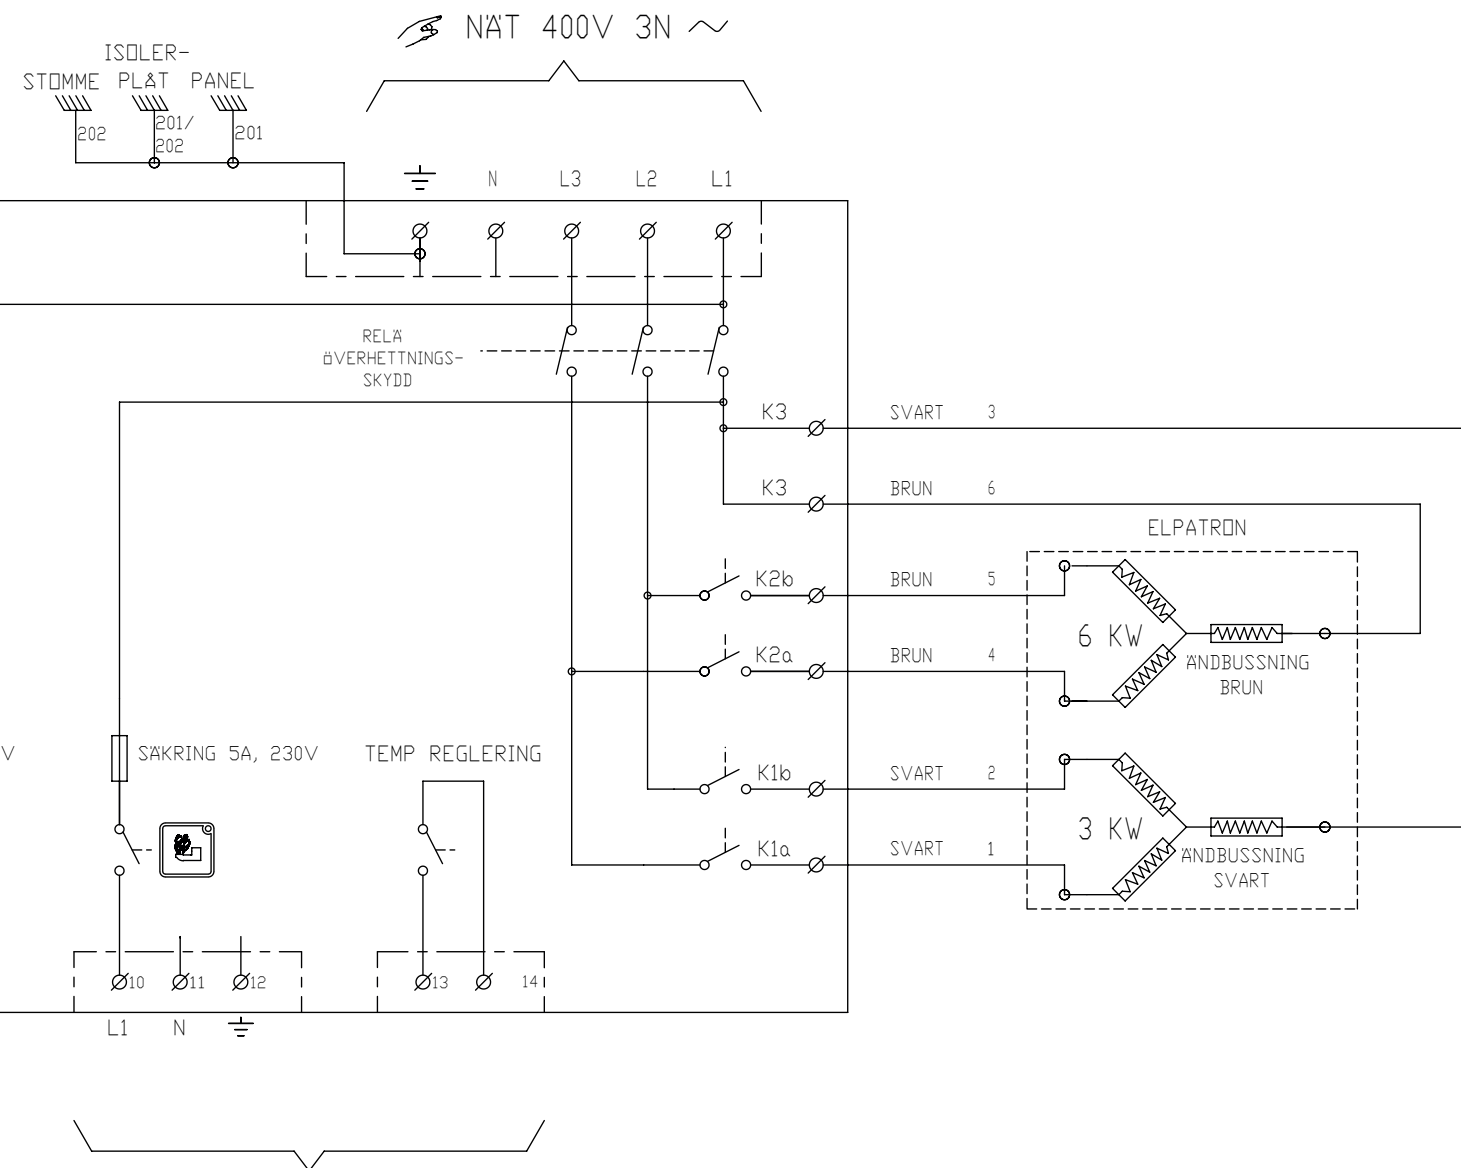 NÄT 400V 3N ～
ISOLER-
STOMME PLÅT PANEL
202
201/
202
201
N L3 L2 L1
RELÄ
ÖVERHETTNINGS-
SKYDD
K3 SVART 3
K3 BRUN 6
ELPATRON
K2b BRUN 5
6 KW
K2a BRUN 4
ÄNDBUSSNING
BRUN
V
SÄKRING 5A, 230V
TEMP REGLERING
K1b SVART 2
3 KW
K1a SVART 1
ÄNDBUSSNING
SVART
10 11 12 13 14
L1 N